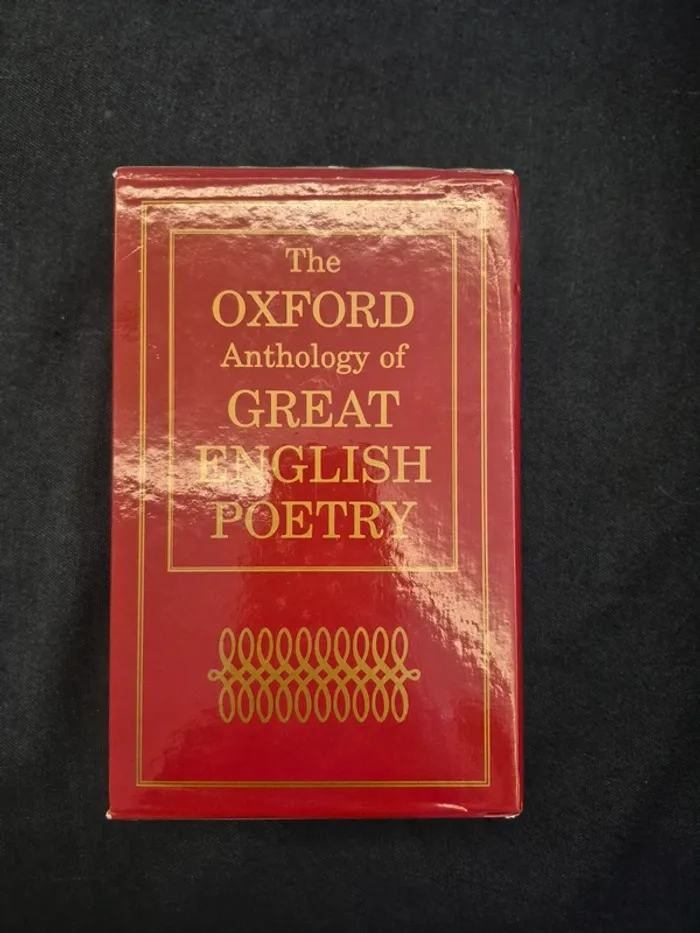 The
OXFORD
Anthology of
GREAT
ENGLISH
POETRY